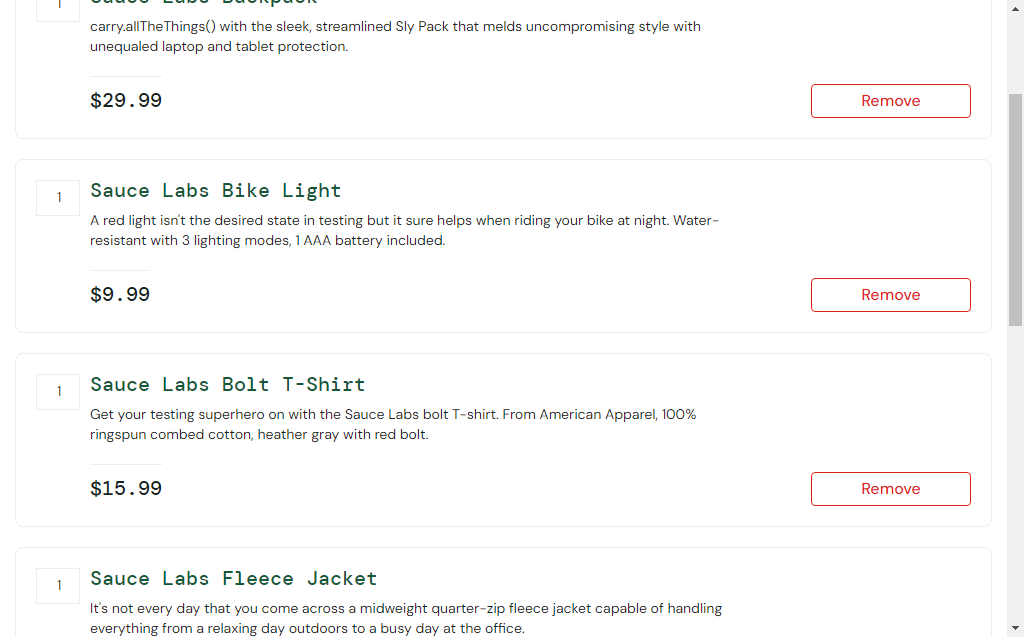 1
Sauce Labs Backpack
carry.allTheThings() with the sleek, streamlined Sly Pack that melds uncompromising style with
unequaled laptop and tablet protection.
$29.99
Remove
1
Sauce Labs Bike Light
A red light isn't the desired state in testing but it sure helps when riding your bike at night. Water-
resistant with 3 lighting modes, 1 AAA battery included.
$9.99
Remove
1
Sauce Labs Bolt T-Shirt
Get your testing superhero on with the Sauce Labs bolt T-shirt. From American Apparel, 100%
ringspun combed cotton, heather gray with red bolt.
$15.99
Remove
1
Sauce Labs Fleece Jacket
It's not every day that you come across a midweight quarter-zip fleece jacket capable of handling
everything from a relaxing day outdoors to a busy day at the office.